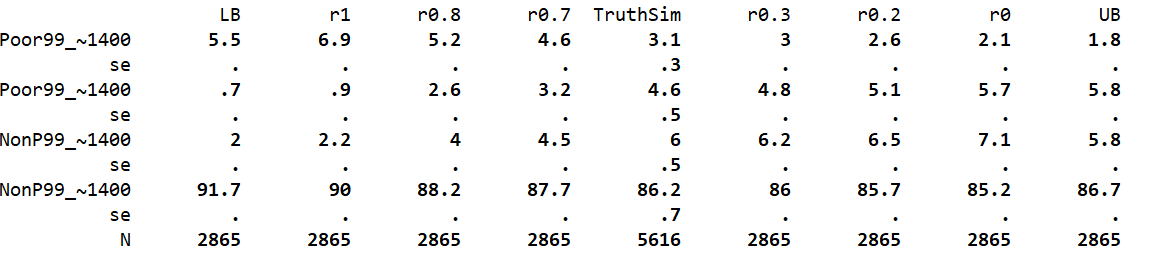 LB r1 r0.8 r0.7 TruthSim r0.3 r0.2 r0 UB
Poor99_~1400 5.5 6.9 5.2 4.6 3.1 3 2.6 2.1 1.8
se . . . . .3 . . . .
Poor99_~1400 .7 .9 2.6 3.2 4.6 4.8 5.1 5.7 5.8
se . . . . .5 . . . .
NonP99_~1400 2 2.2 4 4.5 6 6.2 6.5 7.1 5.8
se . . . . .5 . . . .
NonP99_~1400 91.7 90 88.2 87.7 86.2 86 85.7 85.2 86.7
se . . . . .7 . . . .
N 2865 2865 2865 2865 5616 2865 2865 2865 2865